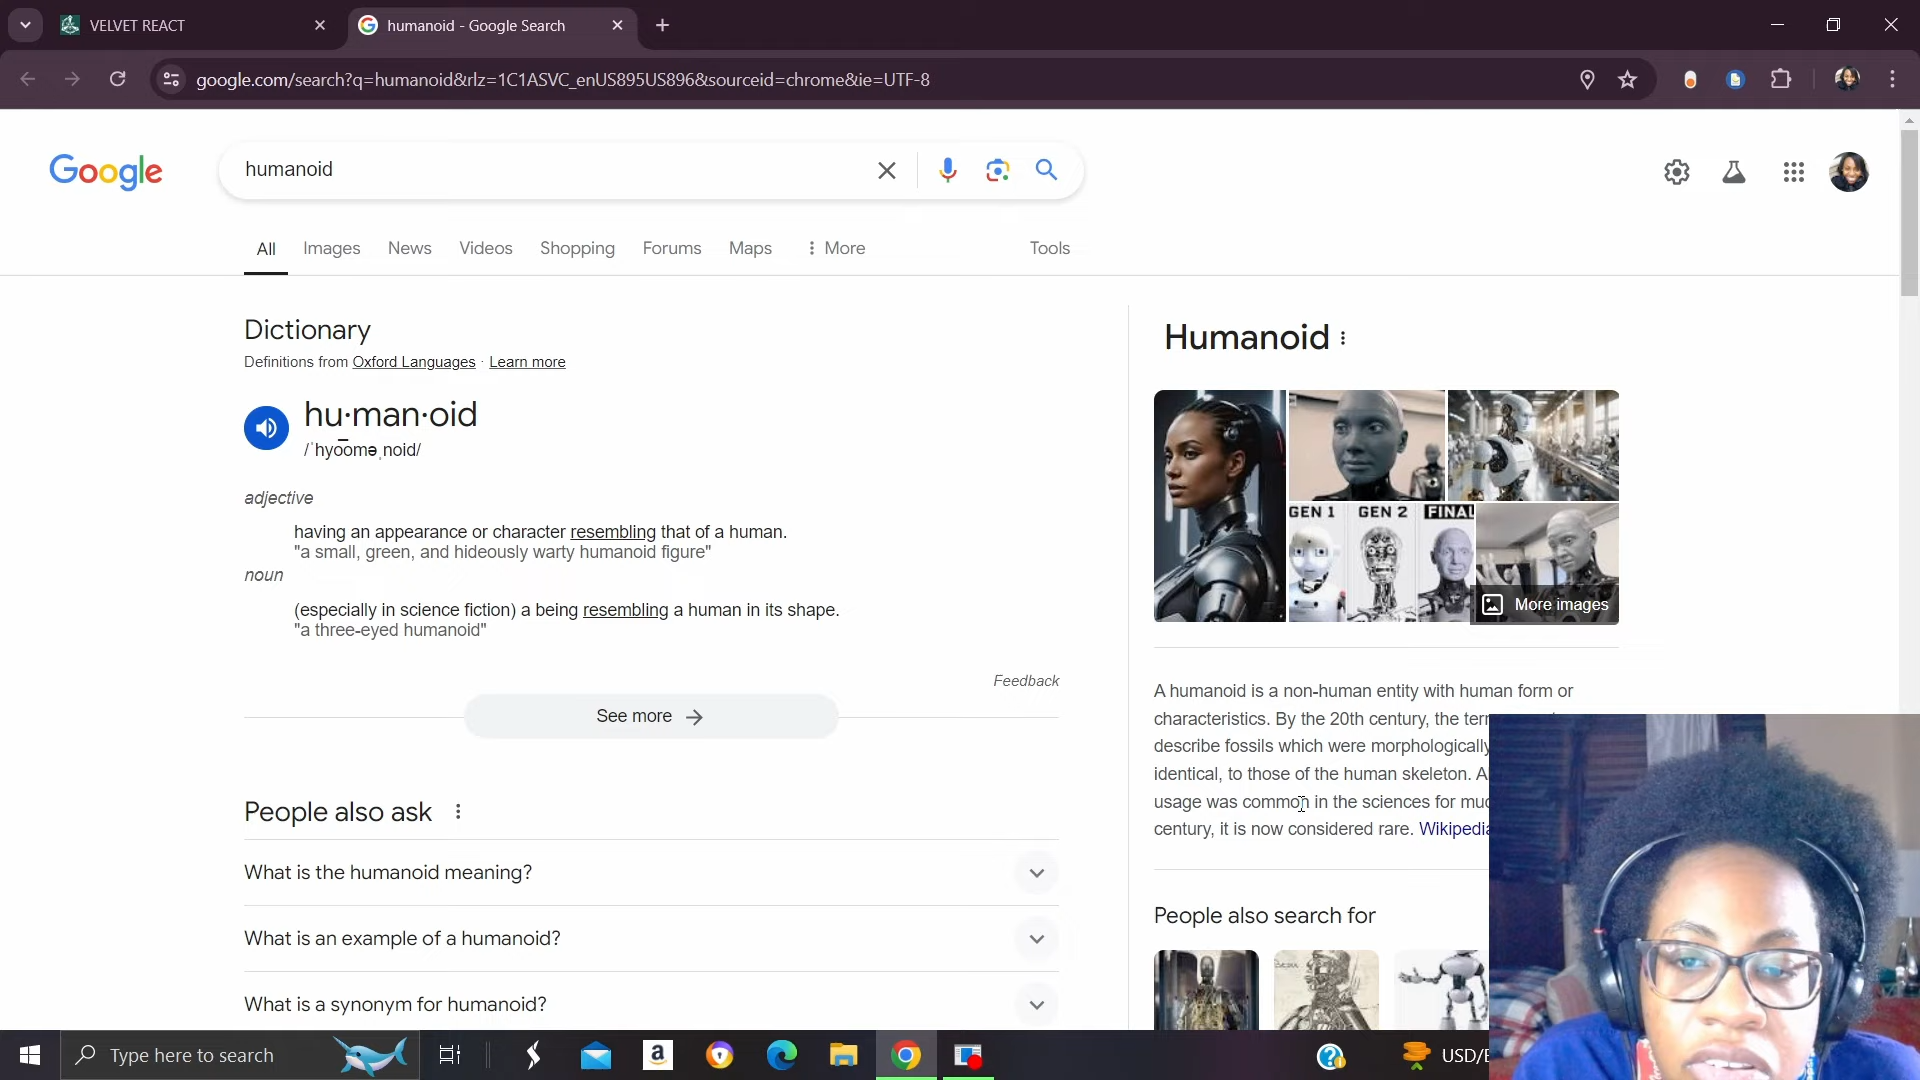 VELVET REACT
humanoid - Google Search
google.com/search?q=humanoid&rlz=1C1ASVC_enUS895US896&sourceid=chrome&ie=UTF-8
Google
humanoid
All
Images
News
Videos
Shopping
Forums
Maps
More
Tools
Dictionary
Definitions from Oxford Languages · Learn more
hu·man·oid
/ˈhyo͞oməˌnoid/
adjective
having an appearance or character resembling that of a human.
"a small, green, and hideously warty humanoid figure"
noun
(especially in science fiction) a being resembling a human in its shape.
"a three-eyed humanoid"
Feedback
See more
People also ask
What is the humanoid meaning?
What is an example of a humanoid?
What is a synonym for humanoid?
Humanoid
GEN 1 GEN 2 FINAL
More images
A humanoid is a non-human entity with human form or
characteristics. By the 20th century, the
describe fossils which were morphologically
identical, to those of the human skeleton.
usage was common in the sciences for
century, it is now considered rare. Wikipedia
People also search for
Type here to search
a
USD/